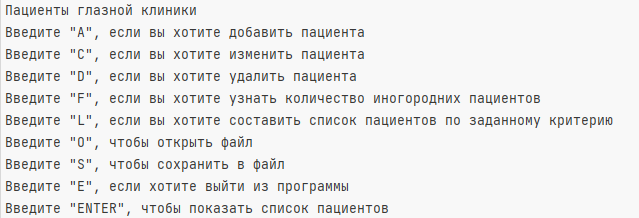 Пациенты глазной клиники
Введите "A", если вы хотите добавить пациента
Введите "C", если вы хотите изменить пациента
Введите "D", если вы хотите удалить пациента
Введите "F", если вы хотите узнать количество иногородних пациентов
Введите "L", если вы хотите составить список пациентов по заданному критерию
Введите "O", чтобы открыть файл
Введите "S", чтобы сохранить в файл
Введите "E", если хотите выйти из программы
Введите "ENTER", чтобы показать список пациентов